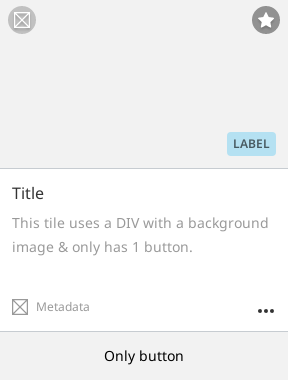 LABEL
Title
This tile uses a DIV with a background
image & only has 1 button.
Metadata
Only button